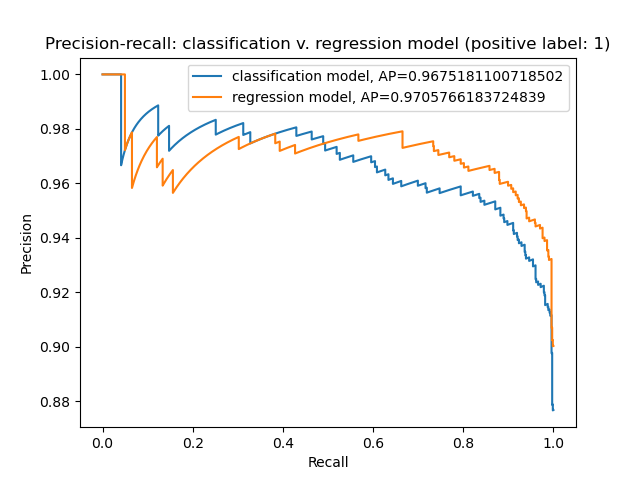 Precision-recall: classification v. regression model (positive label: 1)
classification model, AP=0.9675181100718502
regression model, AP=0.9705766183724839
1.00
0.98
0.96
0.94
0.92
0.90
0.88
Precision
0.0 0.2 0.4 0.6 0.8 1.0
Recall